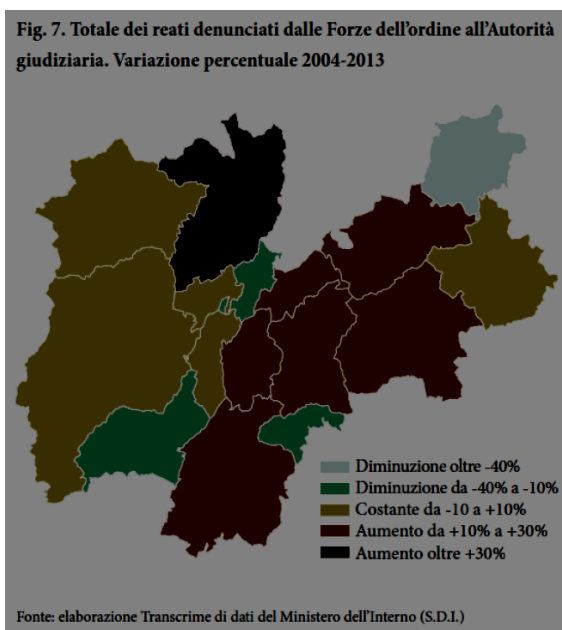 Fig. 7. Totale dei reati denunciati dalle Forze dell'ordine all'Autorità
giudiziaria. Variazione percentuale 2004-2013
Diminuzione oltre -40%
Diminuzione da -40% a -10%
Costante da -10 a +10%
Aumento da +10% a +30%
Aumento oltre +30%
Fonte: elaborazione Transcrime di dati del Ministero dell'Interno (S.D.I.)